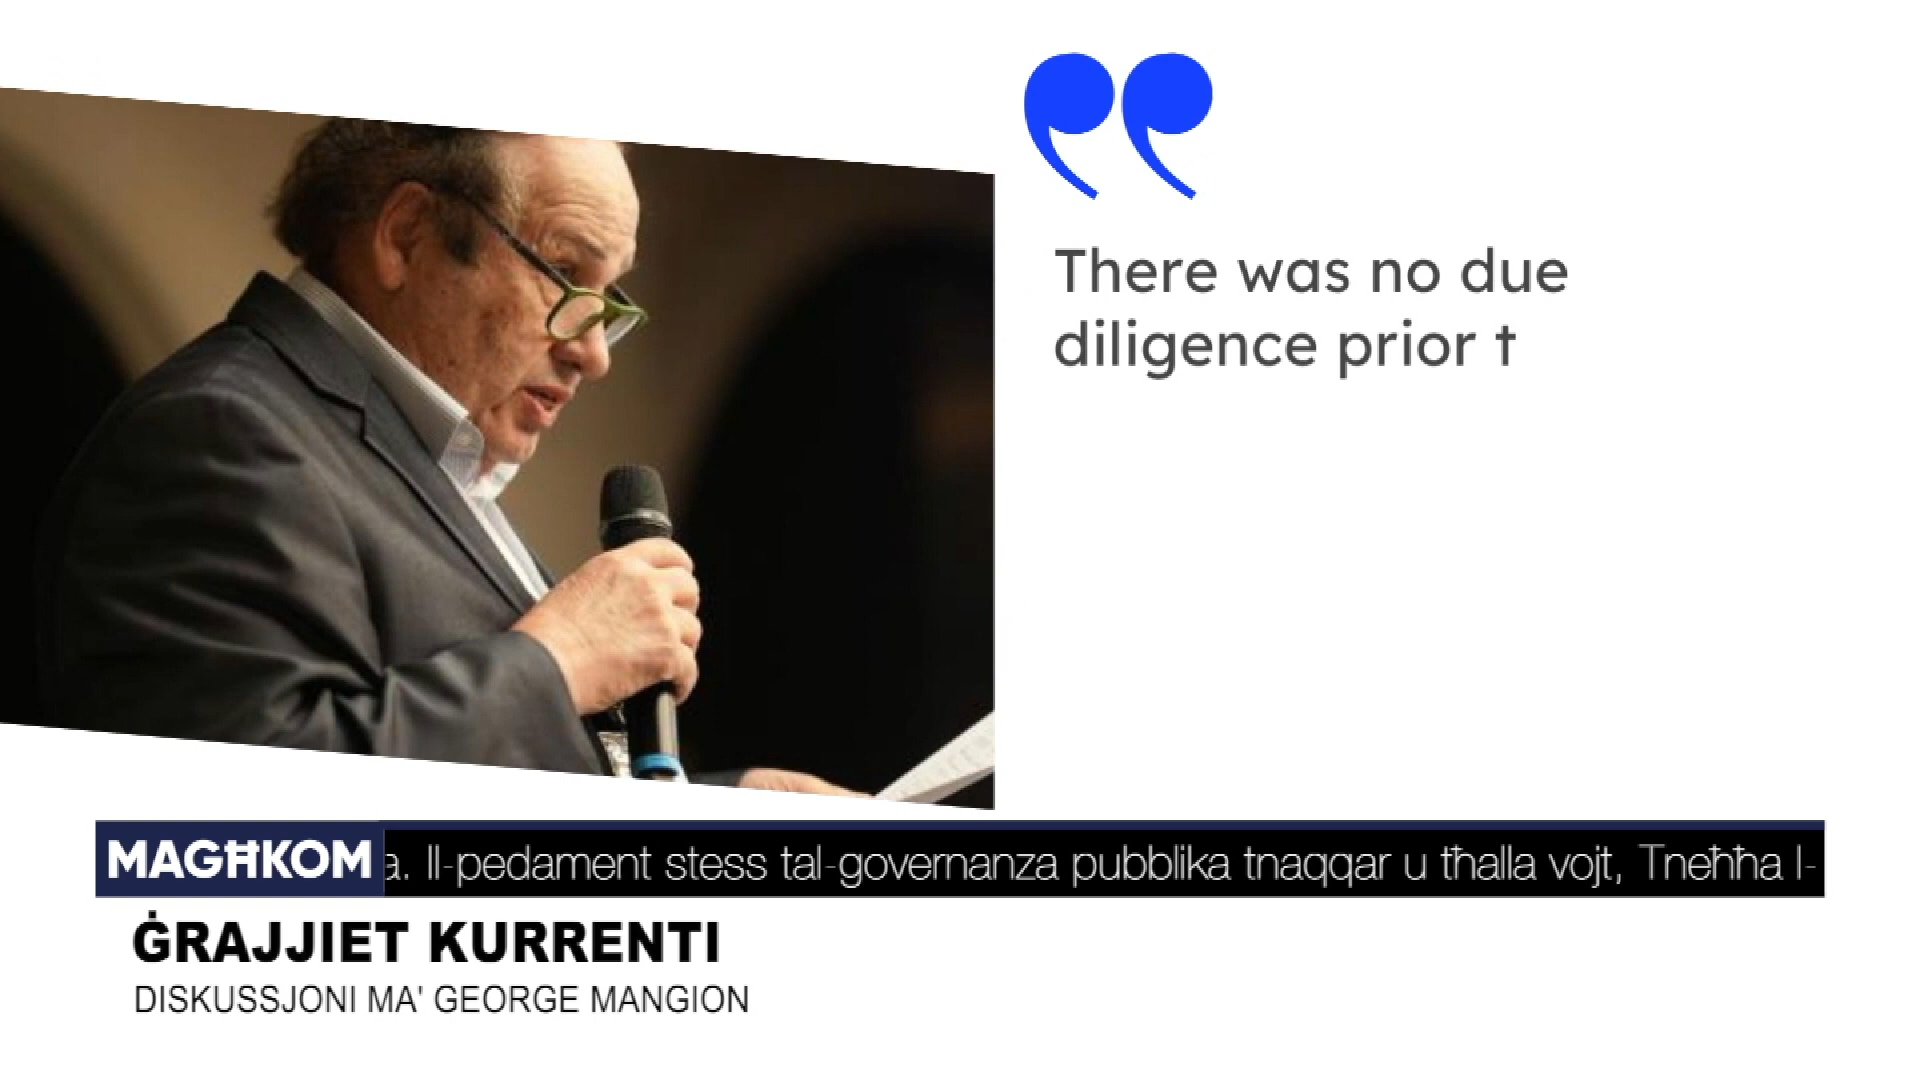 There was no due
diligence prior t
MAGĦKOM
a. Il-pedament stess tal-governanza pubblika tnaqqar u tħalla vojt, Tneħħa l-
ĠRAJJIET KURRENTI
DISKUSSJONI MA' GEORGE MANGION